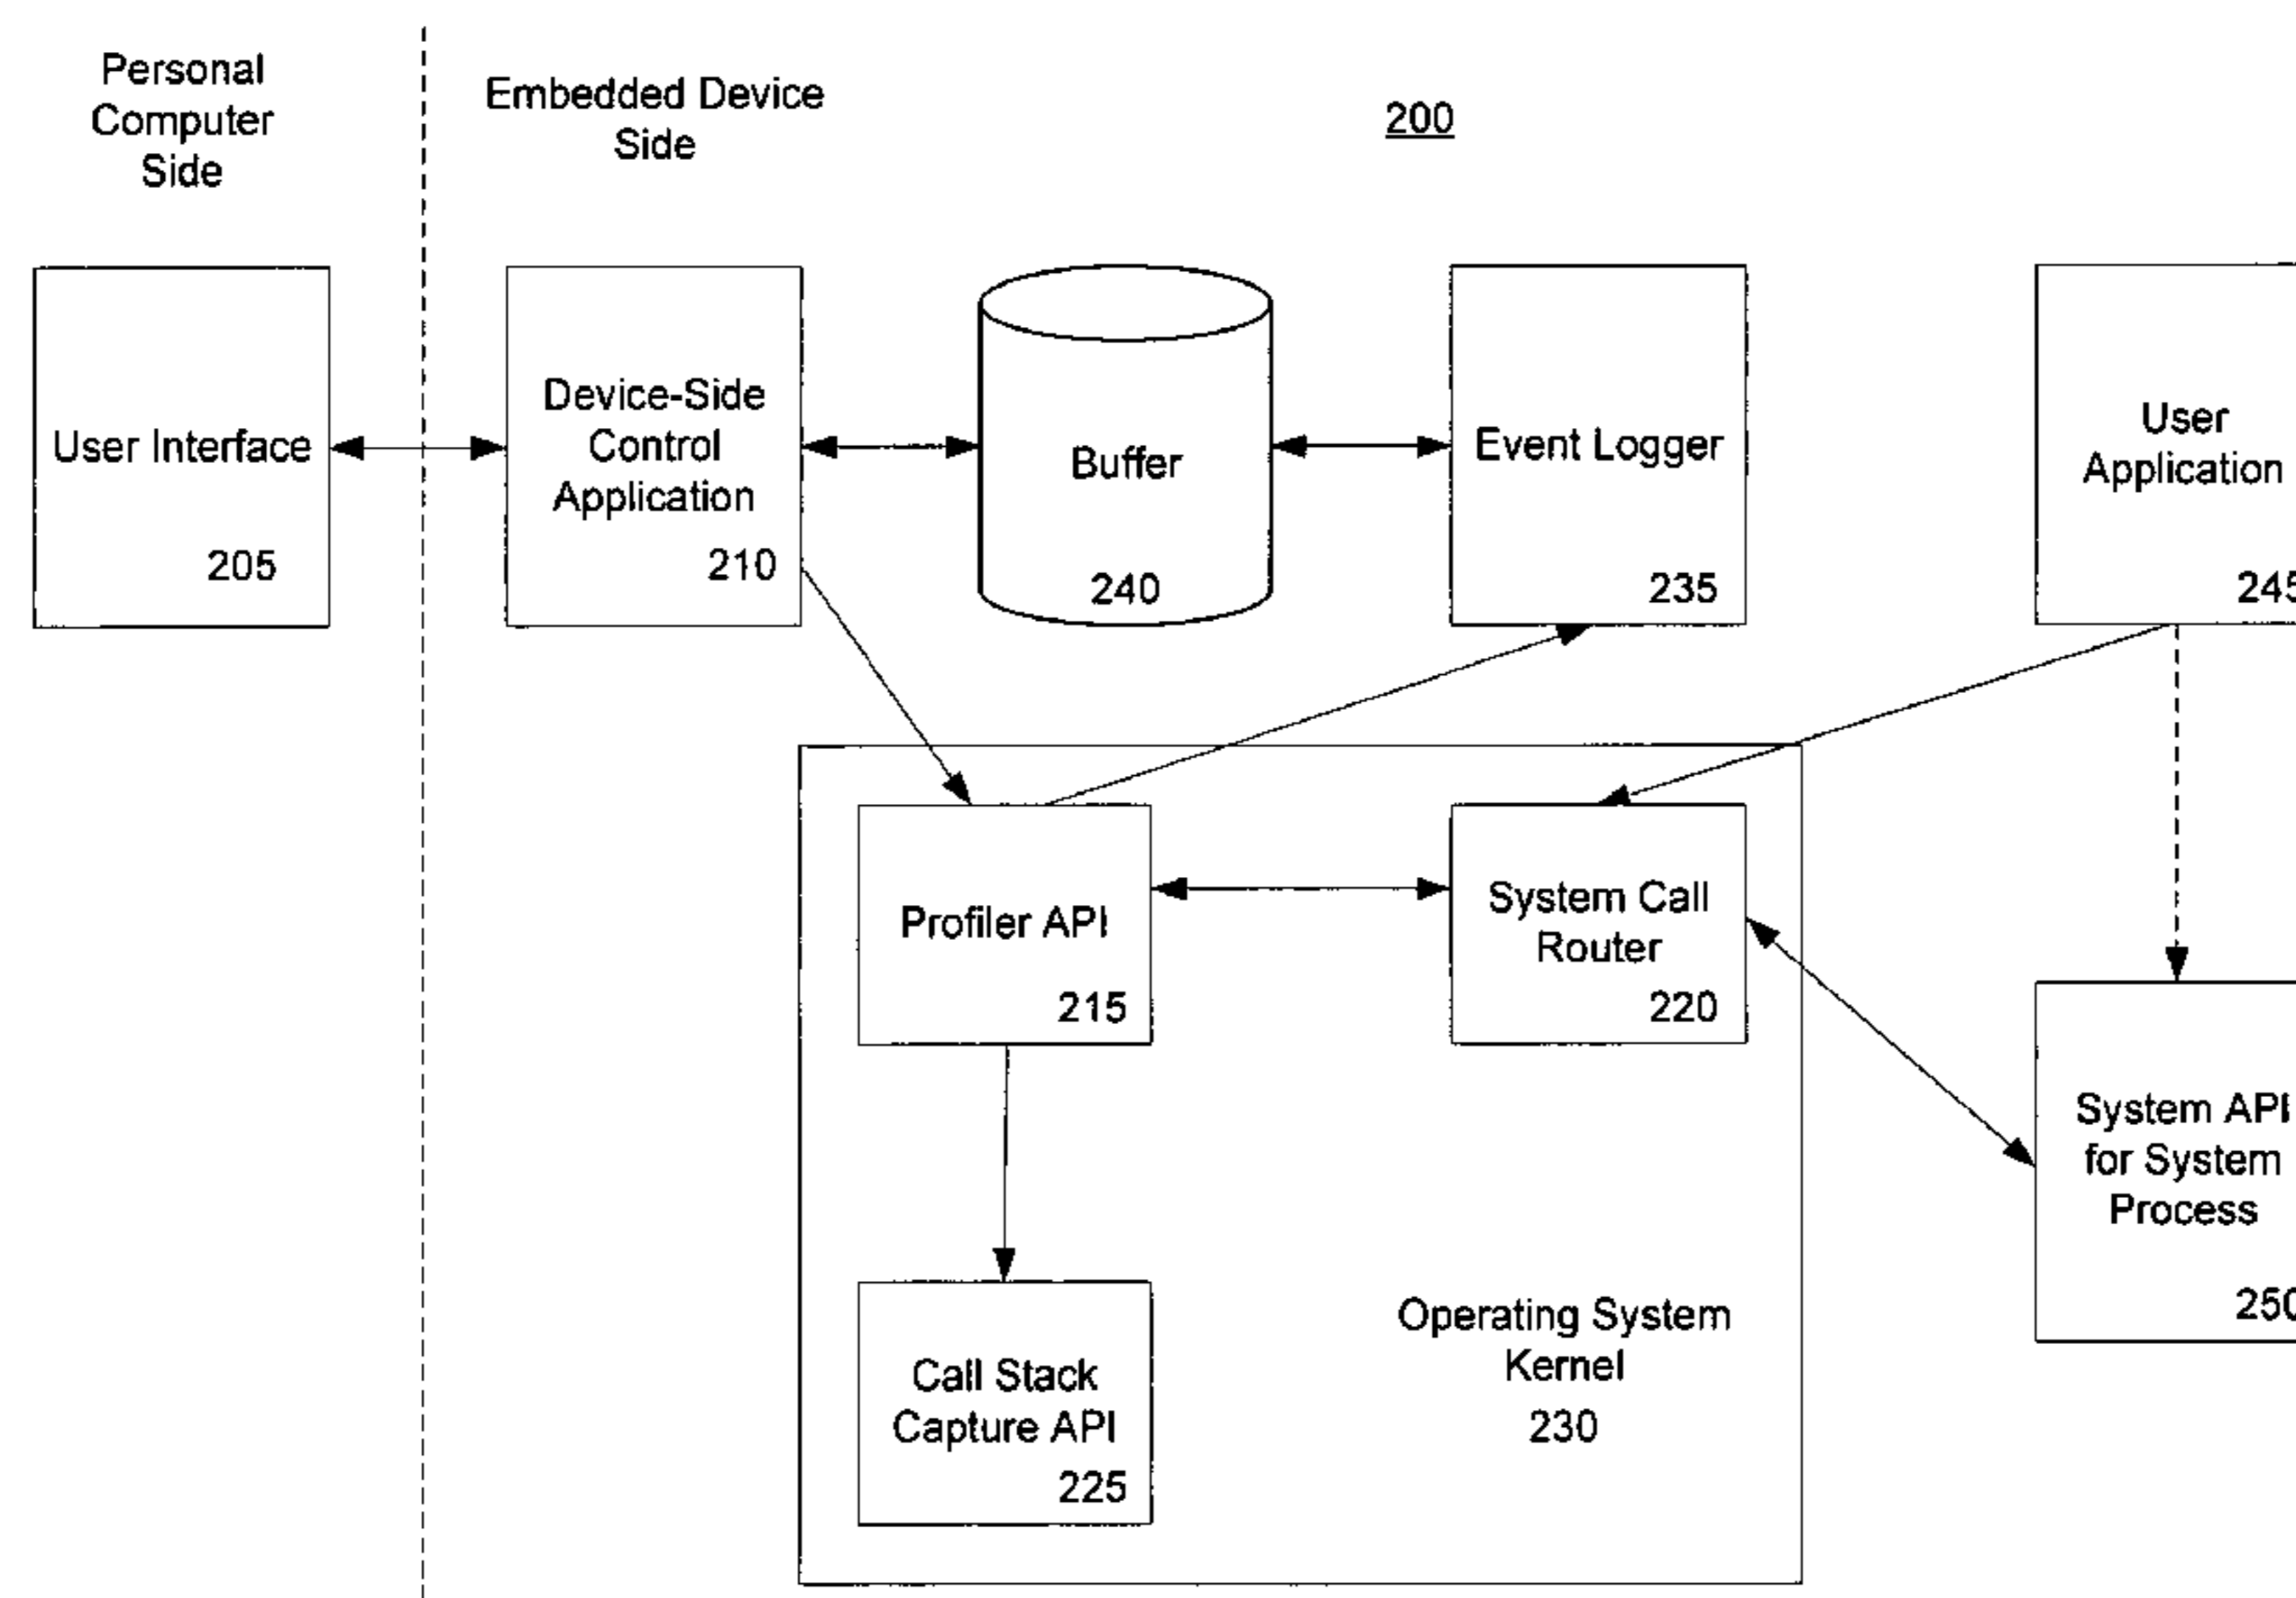 Personal
Computer
Side
Embedded Device
Side
200
User Interface
205
Device-Side
Control
Application
210
Buffer
240
Event Logger
235
User
Application
245
Profiler API
215
System Call
Router
220
System API
for System
Process
250
Call Stack
Capture API
225
Operating System
Kernel
230